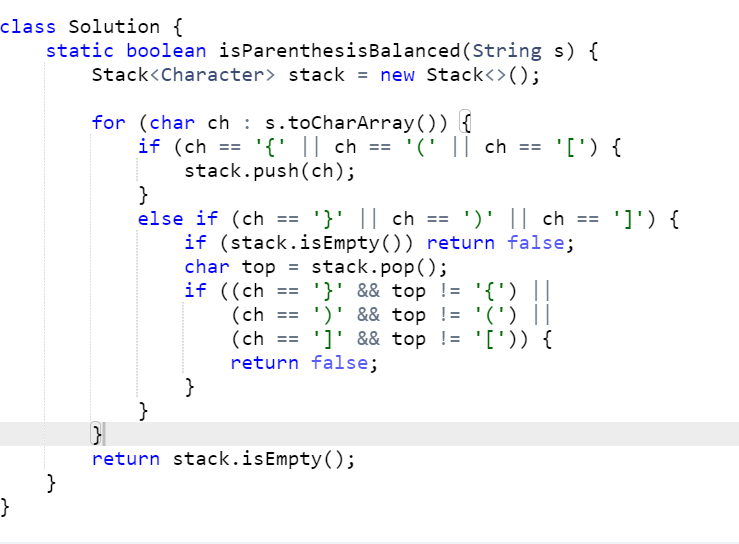 class Solution {
    static boolean isParenthesisBalanced(String s) {
        Stack<Character> stack = new Stack<>();

        for (char ch : s.toCharArray()) {
            if (ch == '{' || ch == '(' || ch == '[') {
                stack.push(ch);
            }
            else if (ch == '}' || ch == ')' || ch == ']') {
                if (stack.isEmpty()) return false;
                char top = stack.pop();
                if ((ch == '}' && top != '{') ||
                    (ch == ')' && top != '(') ||
                    (ch == ']' && top != '[')) {
                    return false;
                }
            }
        }
        return stack.isEmpty();
    }
}